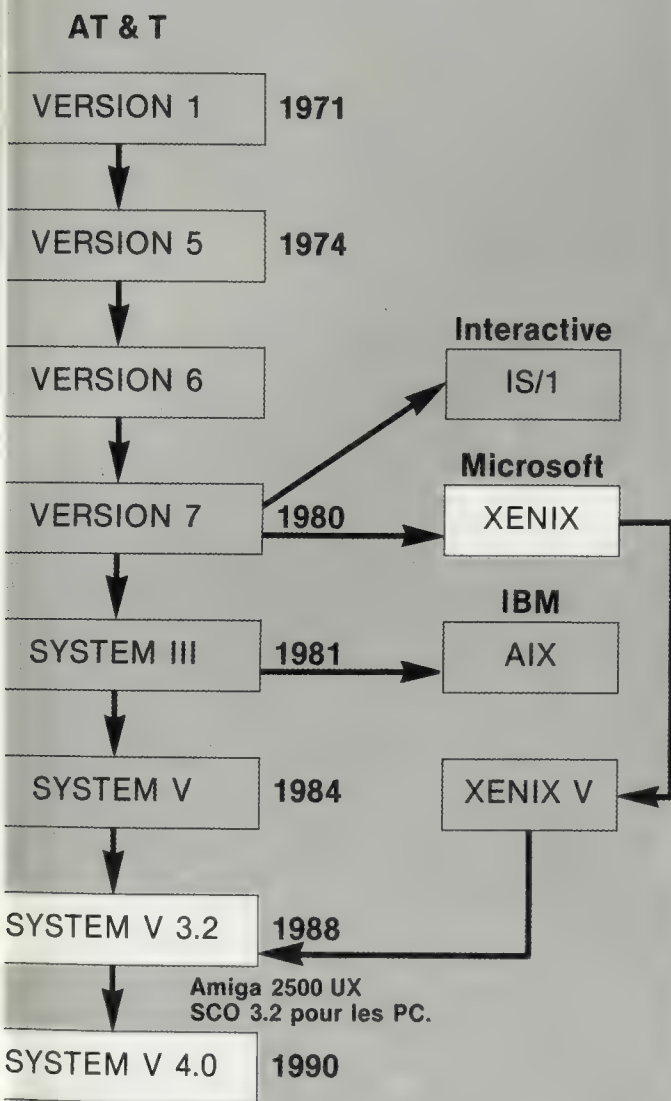 AT & T
VERSION 1 1971
VERSION 5 1974
Interactive
VERSION 6 IS/1
Microsoft
VERSION 7 1980 XENIX
IBM
SYSTEM III 1981 AIX
SYSTEM V 1984 XENIX V
SYSTEM V 3.2 1988
Amiga 2500 UX
SCO 3.2 pour les PC.
SYSTEM V 4.0 1990